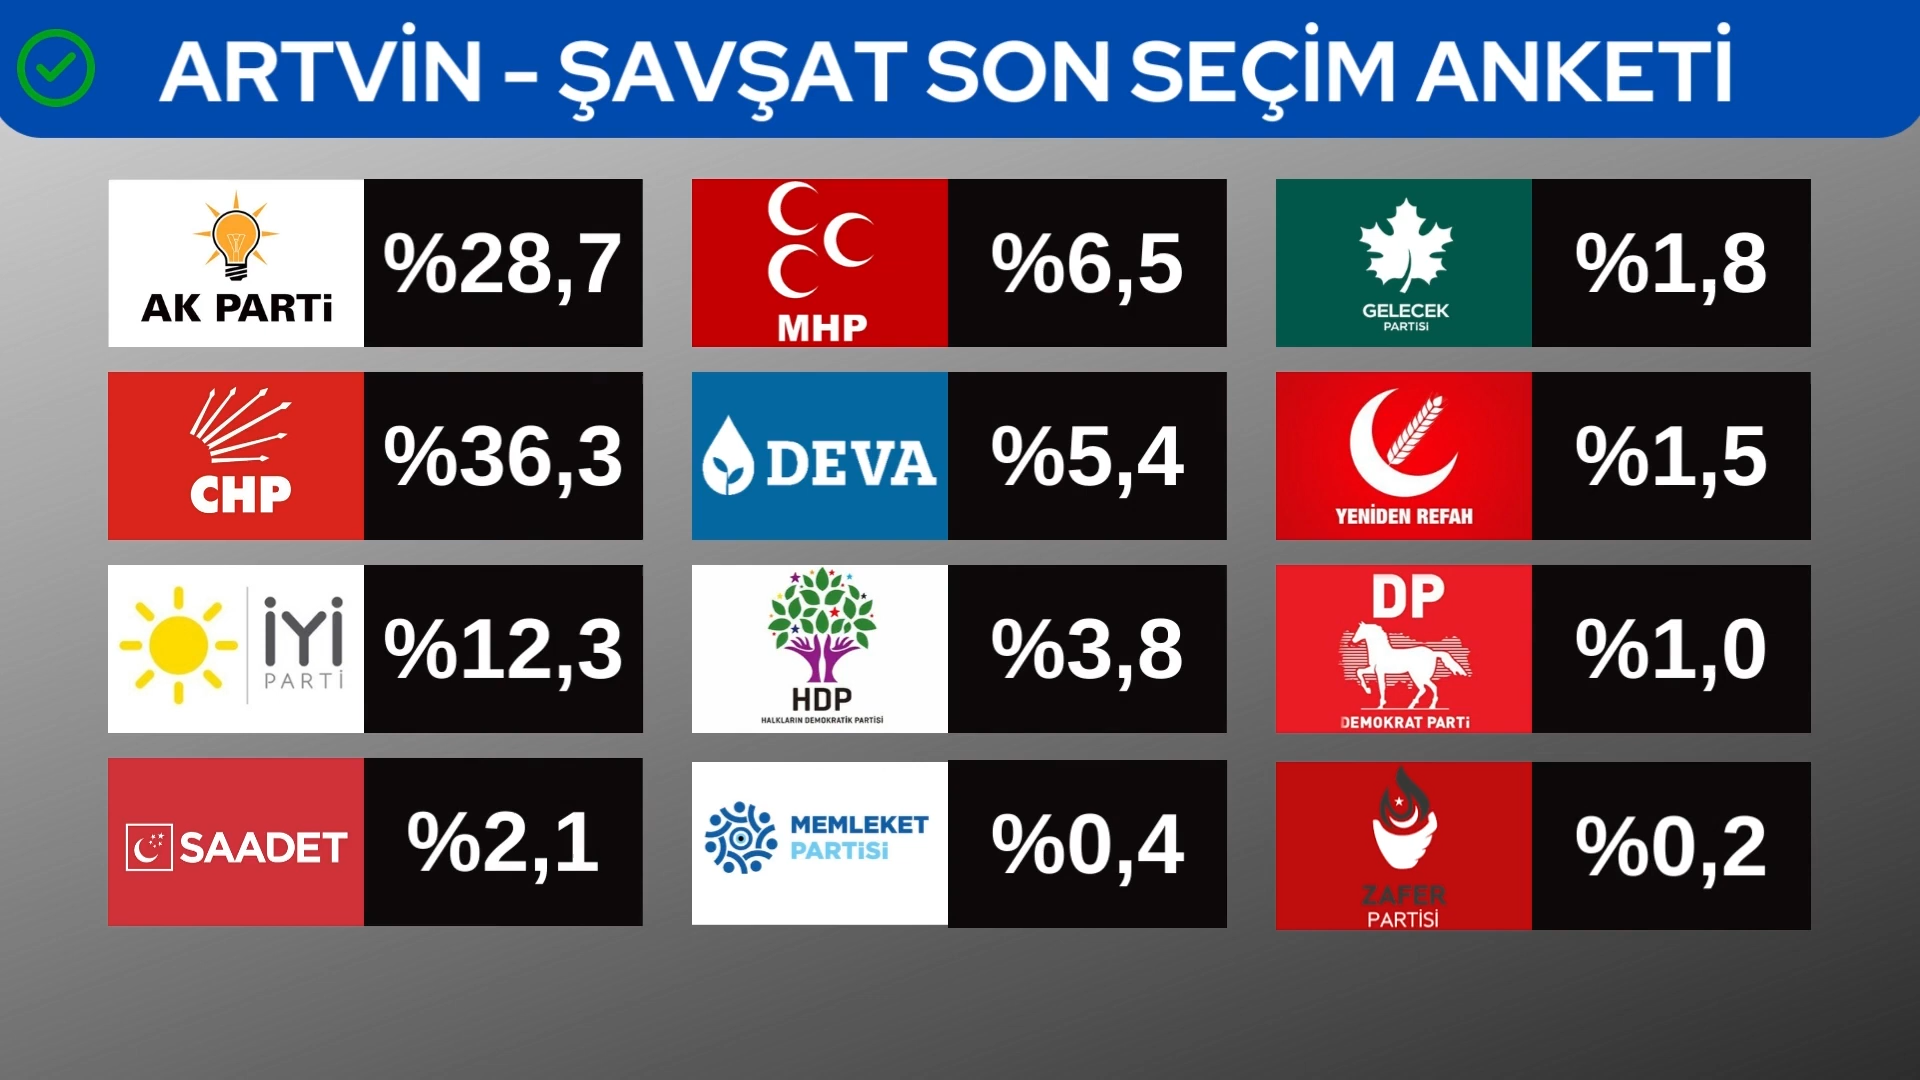 ARTVİN - ŞAVŞAT SON SEÇİM ANKETİ
AK PARTi
%28,7
MHP
%6,5
GELECEK
PARTİSİ
%1,8
CHP
%36,3
DEVA
%5,4
YENİDEN REFAH
%1,5
İYİ
PARTİ
%12,3
HDP
HALKLARIN DEMOKRATİK PARTİSİ
%3,8
DP
DEMOKRAT PARTi
%1,0
SAADET
%2,1
MEMLEKET
PARTiSi
%0,4
ZAFER
PARTİSİ
%0,2